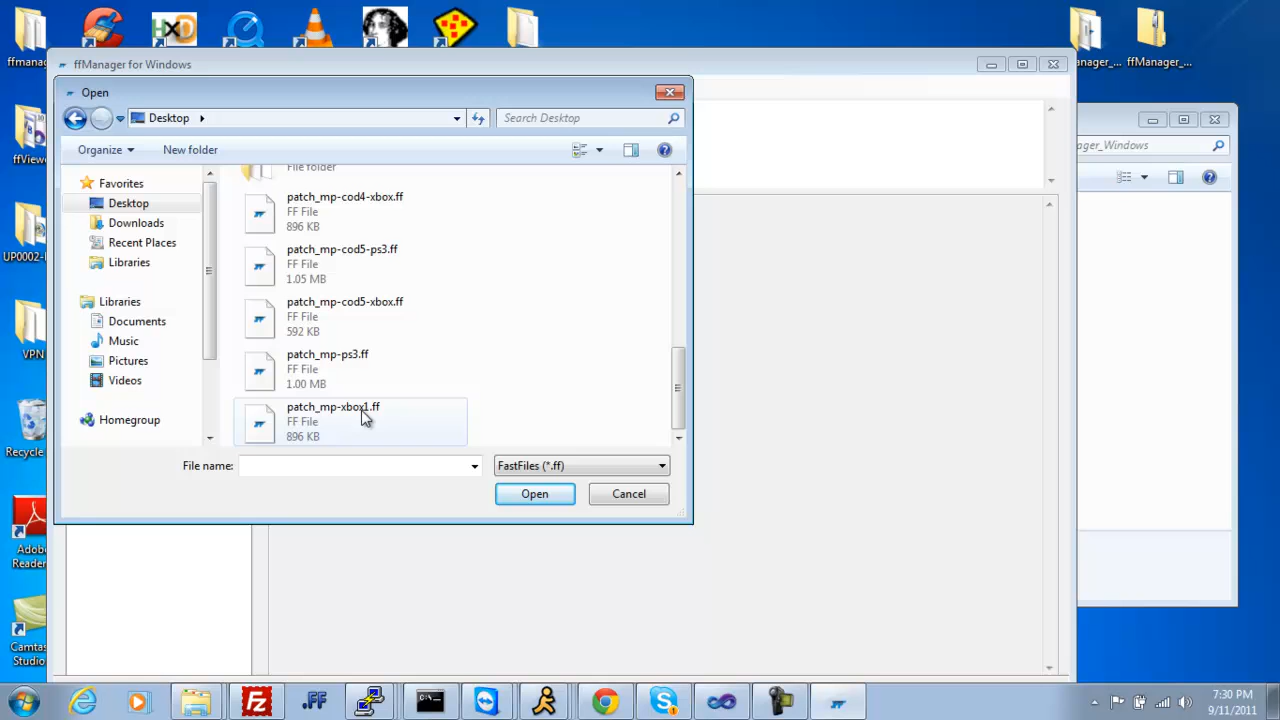 HXD
ffmana
ffManager_...
ffManager for Windows
Open
Desktop
Search Desktop
ager_Windows
ffViewe
Organize
New folder
File folder
Favorites
patch_mp-cod4-xbox.ff
Desktop
FF File
Downloads
896 KB
Recent Places
patch_mp-cod5-ps3.ff
UP0002-
Libraries
FF File
1.05 MB
Libraries
patch_mp-cod5-xbox.ff
Documents
FF File
592 KB
Music
VPN
patch_mp-ps3.ff
Pictures
FF File
Videos
1.00 MB
patch_mp-xbox1.ff
Homegroup
FF File
896 KB
Recycle
File name:
FastFiles (*.ff)
Open
Cancel
Adob
Reader
Camtas
Studio
.FF
C:\
7:30 PM
9/11/2011